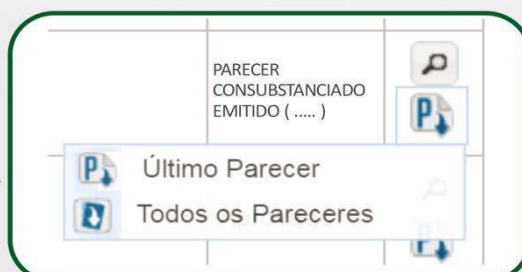 PARECER
CONSUBSTANCIADO
EMITIDO ( ..... )
P
P Último Parecer
Todos os Pareceres
P